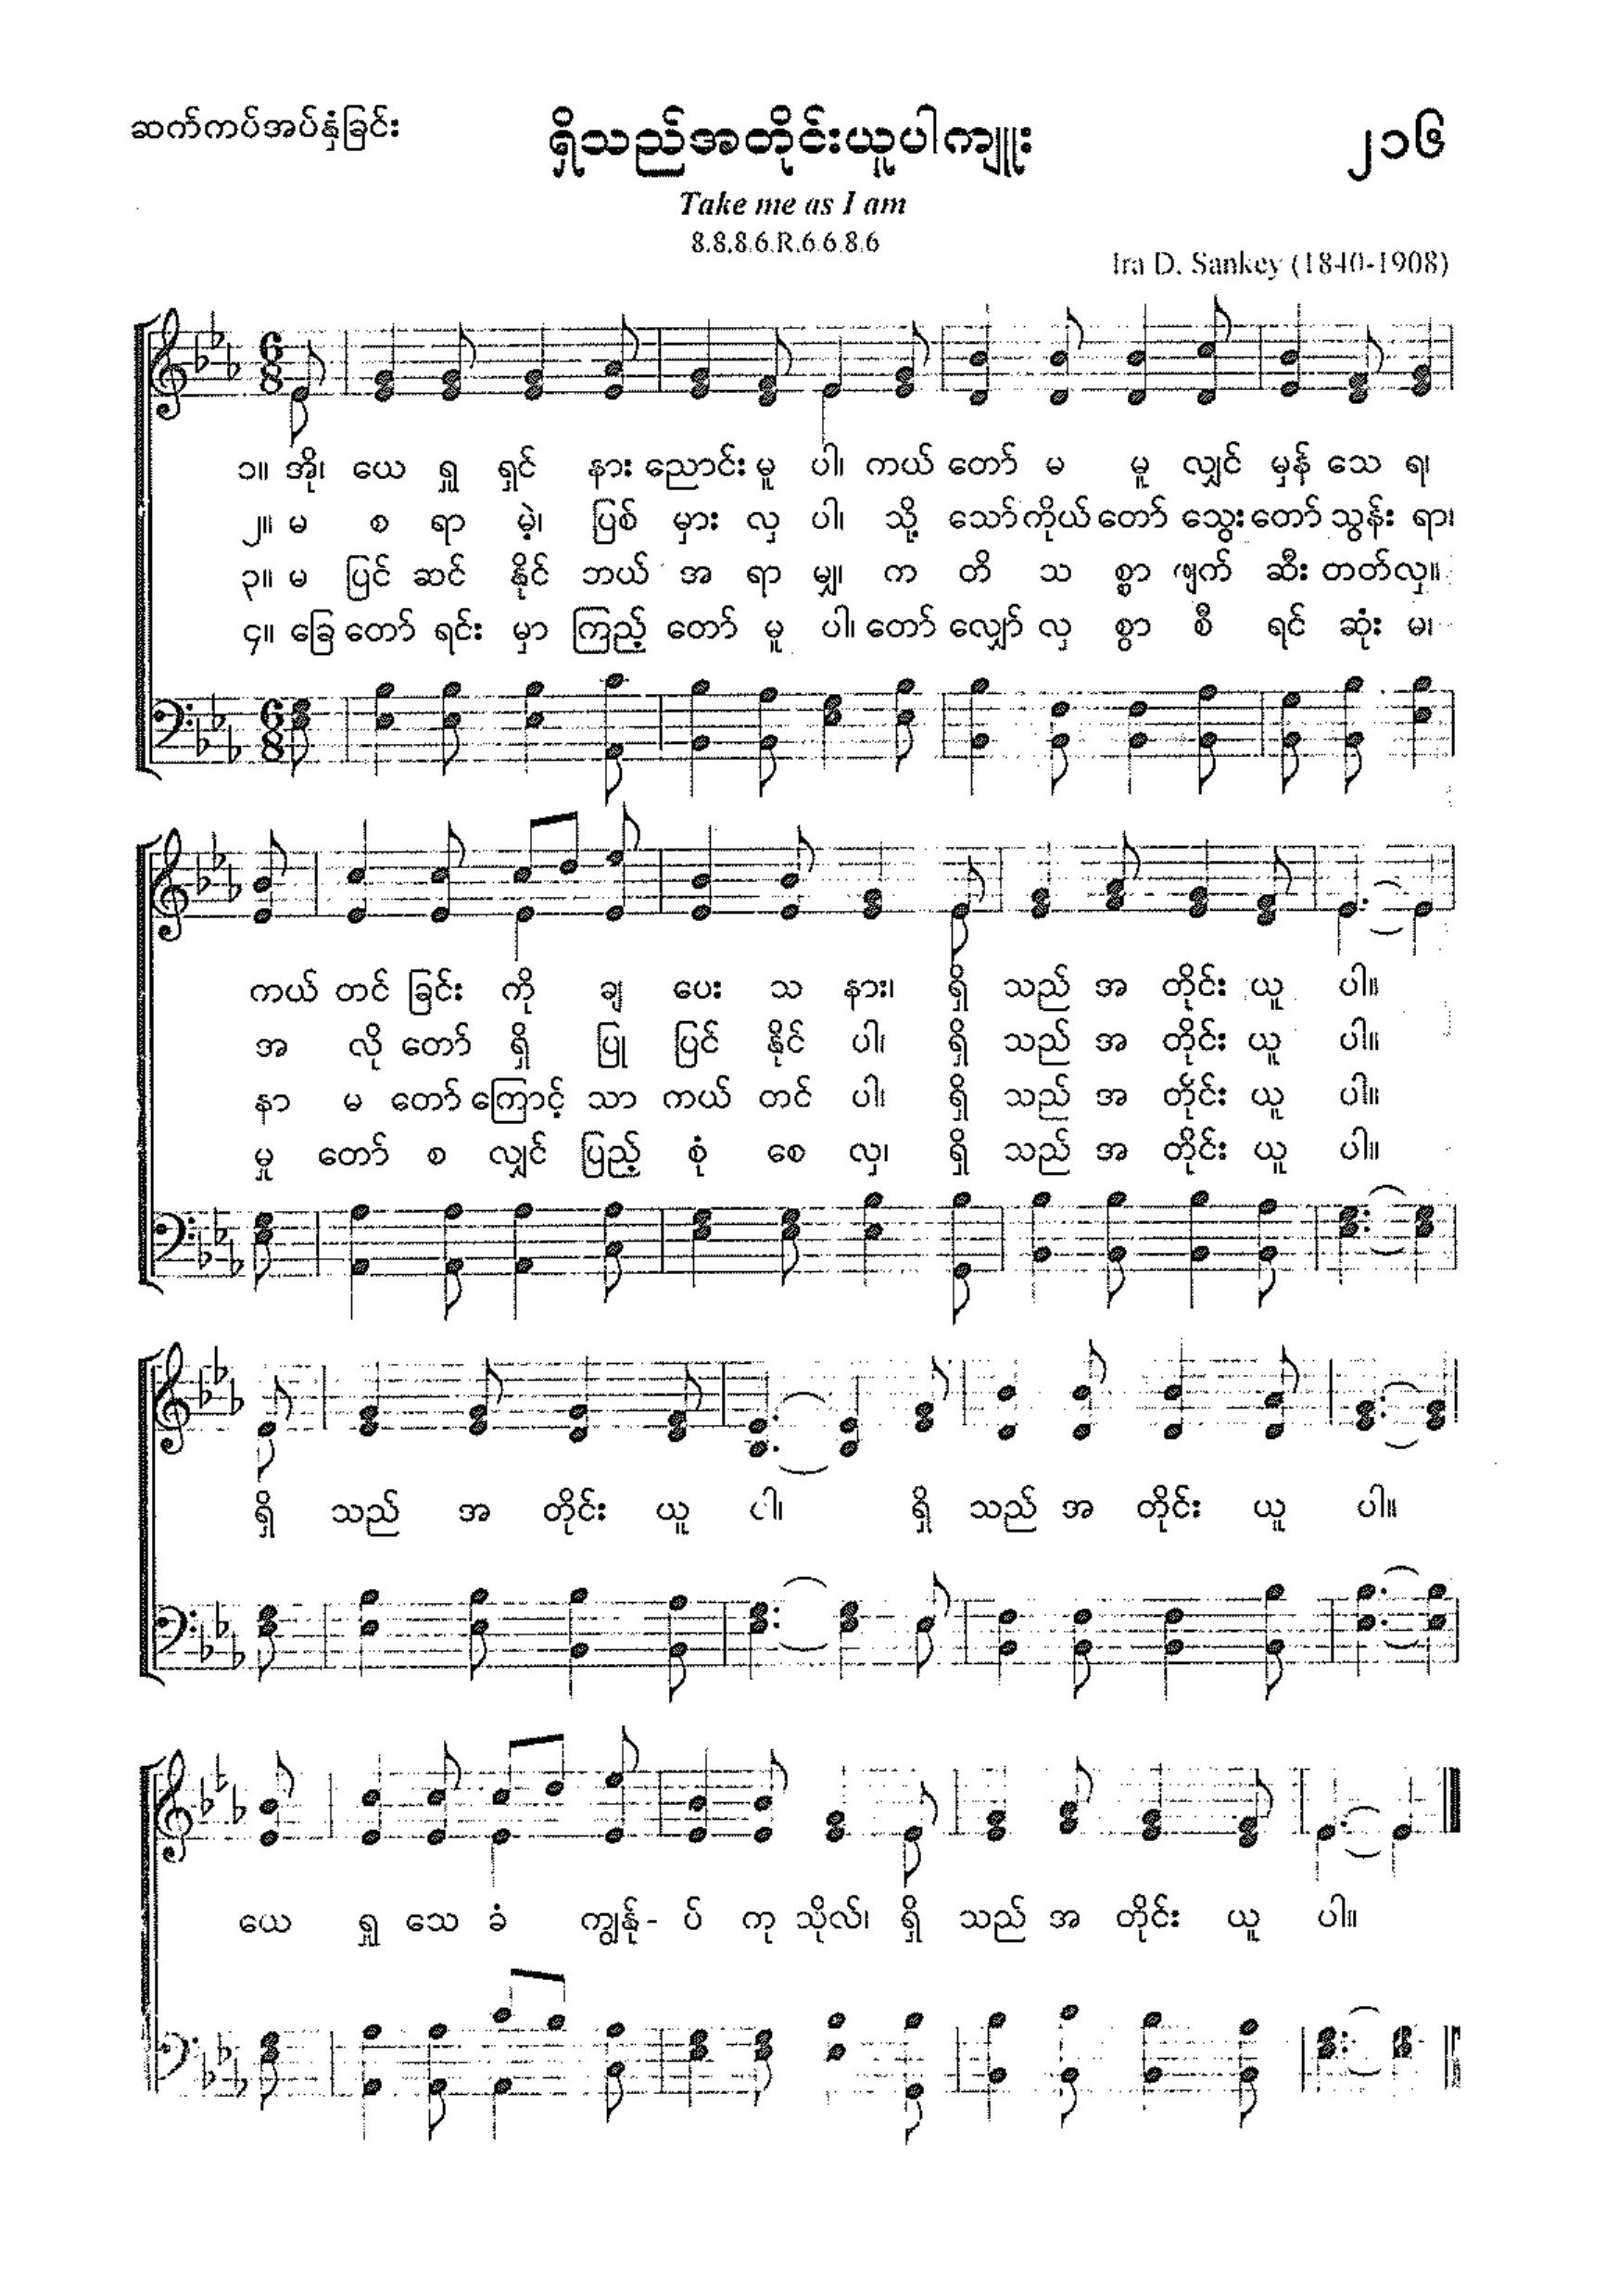 ဆက်ကပ်အပ်နှံခြင်း
ရှိသည်အတိုင်းယူပါကျူး
၂၁၆
Take me as I am
8.8.8.6.R.6.6.8.6
Ira D. Sankey (1840-1908)
၁။ အို၊ ယေ ရှု ရှင် နား ညောင်း မူ ပါ၊ ကယ် တော် မ မူ လျှင် မှန် သေ ရ၊
၂။ မ စ ရာ မဲ့၊ ပြစ် မှား လှ ပါ၊ သို့ သော် ကိုယ် တော် သွေး တော် သွန်း ရာ၊
၃။ မ ပြင် ဆင် နိုင် ဘယ် အ ရာ မျှ၊ က တိ သ စ္စာ ဖျက် ဆီး တတ် လှ။
၄။ ခြေ တော် ရင်း မှာ ကြည့် တော် မူ ပါ၊ တော် လျှော် လှ စွာ စီ ရင် ဆုံး မ၊
ကယ် တင် ခြင်း ကို ချ ပေး သ နား၊ ရှိ သည် အ တိုင်း ယူ ပါ။
အ လို တော် ရှိ ပြု ပြင် နိုင် ပါ၊ ရှိ သည် အ တိုင်း ယူ ပါ။
နာ မ တော် ကြောင့် သာ ကယ် တင် ပါ၊ ရှိ သည် အ တိုင်း ယူ ပါ။
မှု တော် စ လျှင် ပြည့် စုံ စေ လှ၊ ရှိ သည် အ တိုင်း ယူ ပါ။
ရှိ သည် အ တိုင်း ယူ ပါ၊ ရှိ သည် အ တိုင်း ယူ ပါ။
ယေ ရှု သေ ခံ ကျွန်ု- ပ် ကု သိုလ်၊ ရှိ သည် အ တိုင်း ယူ ပါ။